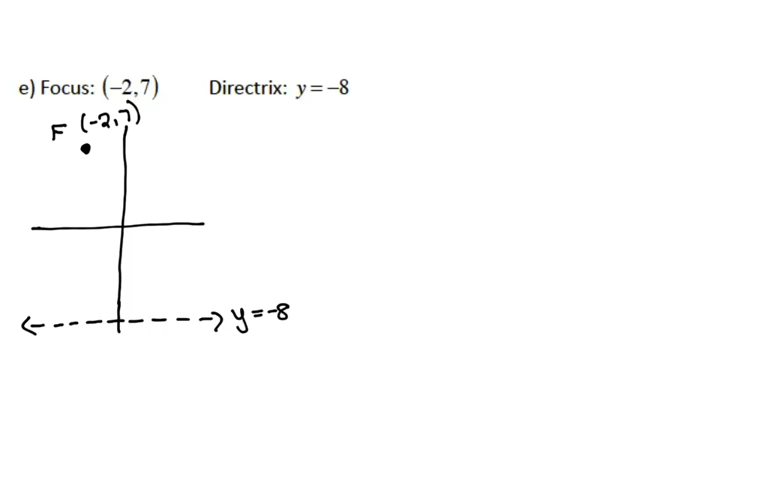 e) Focus: (−2,7) Directrix: y = −8
F (-2,7)
y = -8